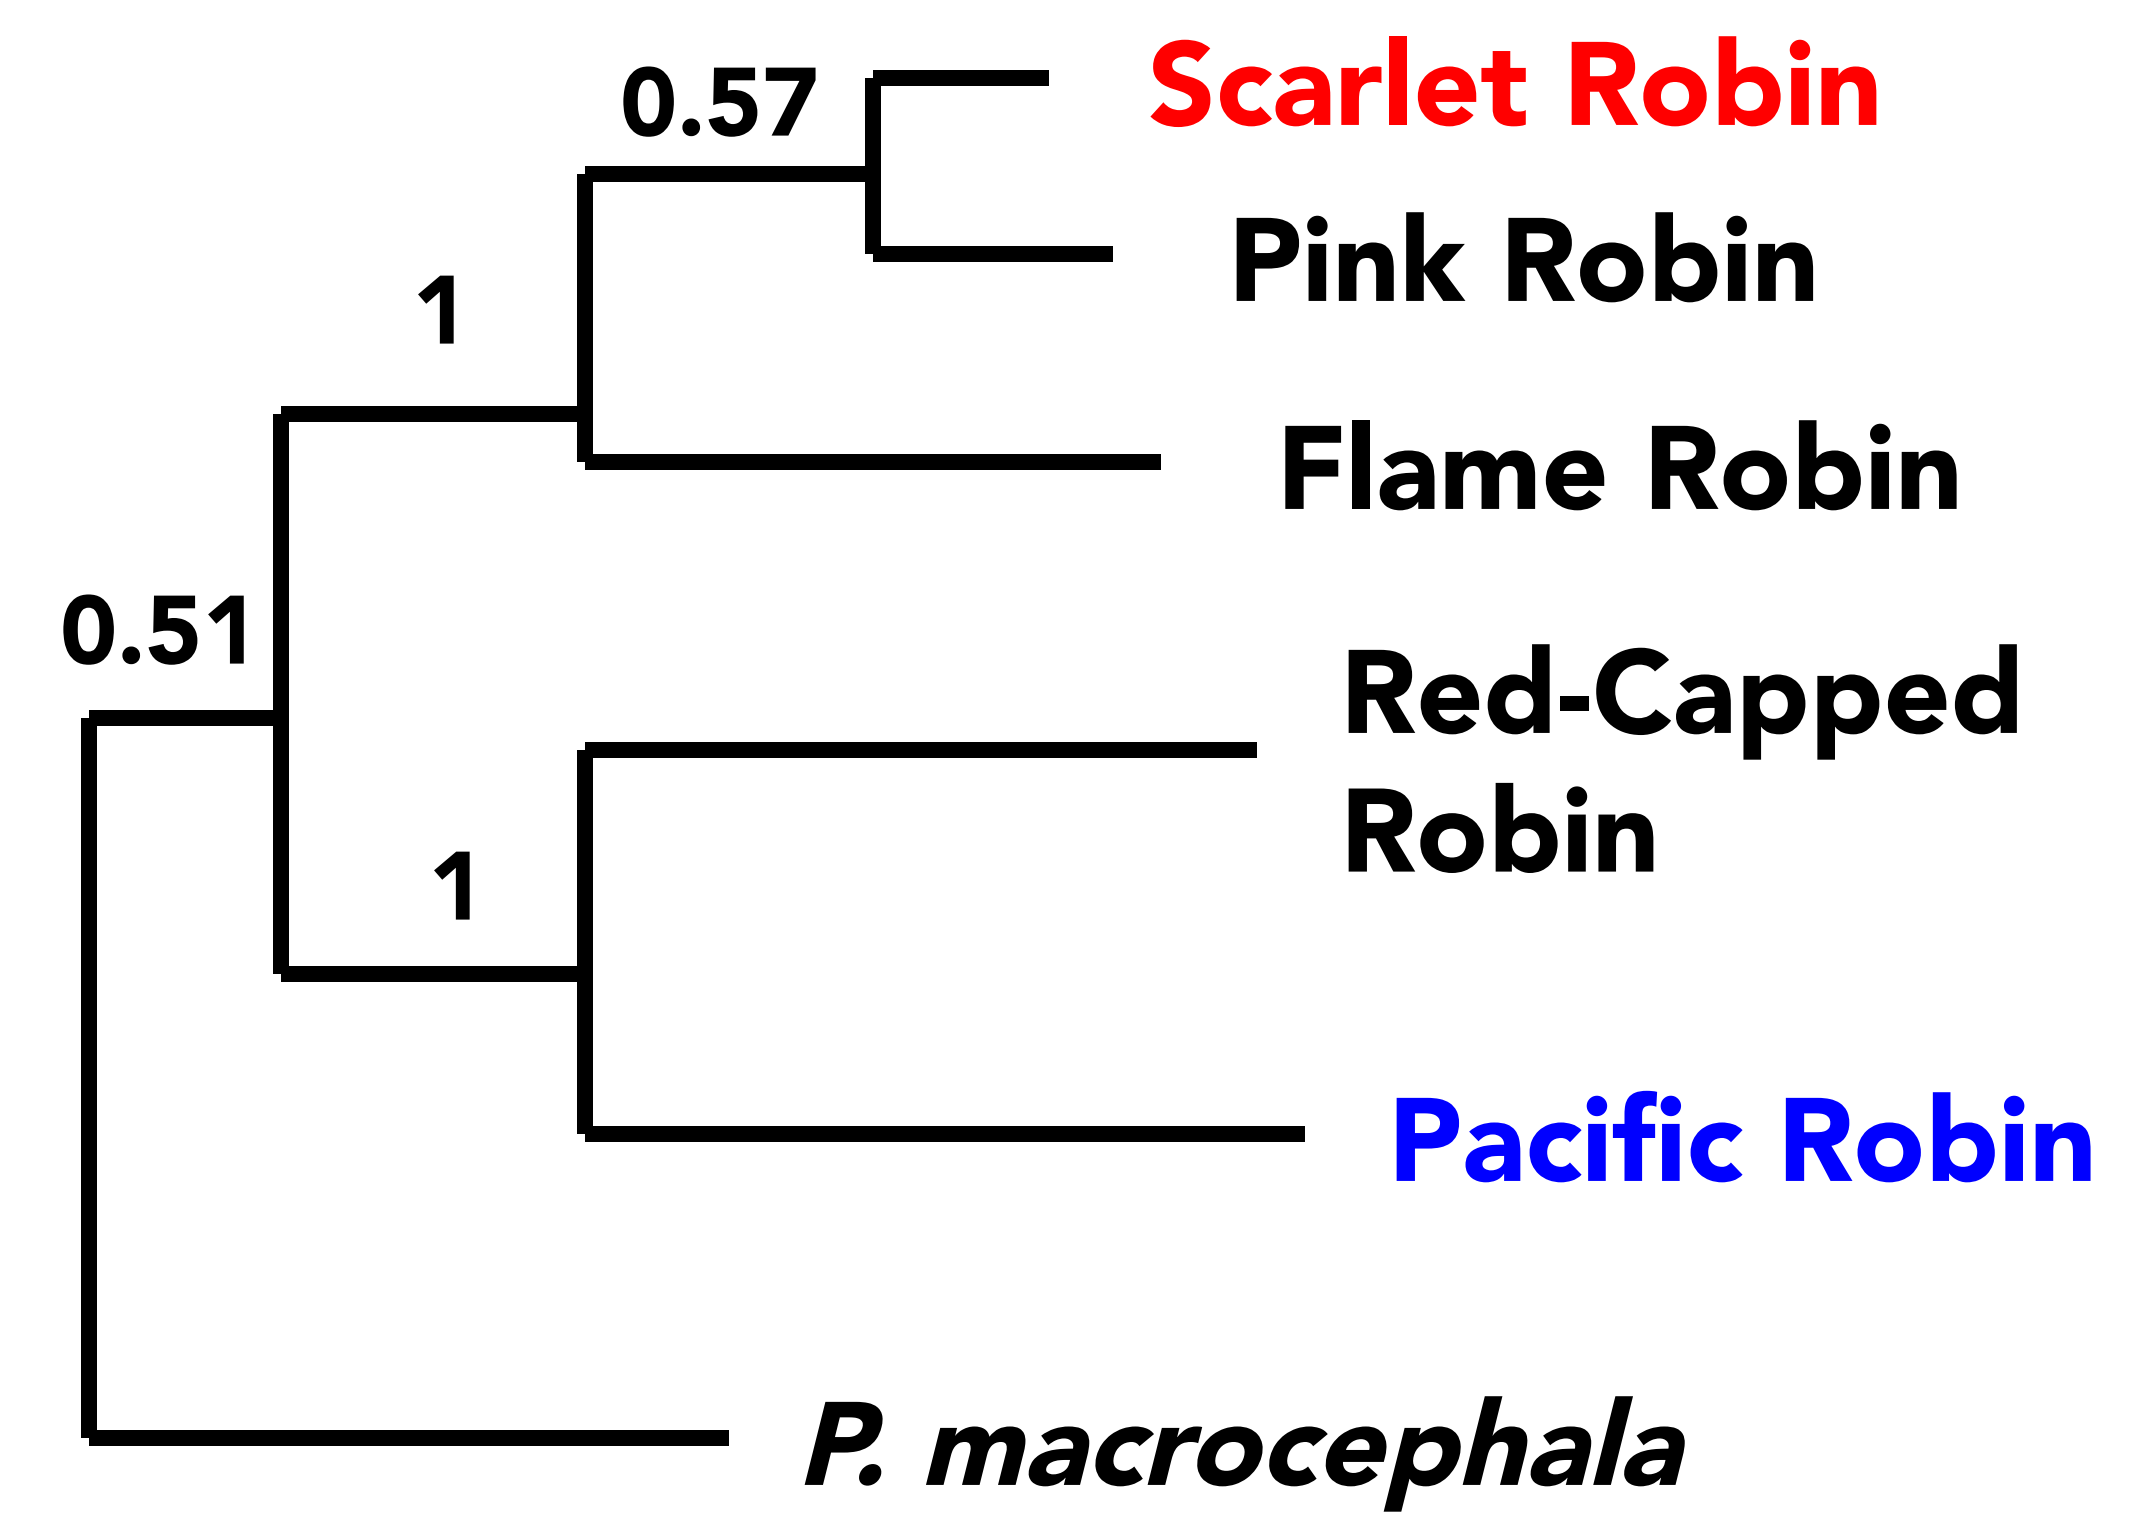 0.57
Scarlet Robin
Pink Robin
1
Flame Robin
0.51
Red-Capped
Robin
1
Pacific Robin
P. macrocephala